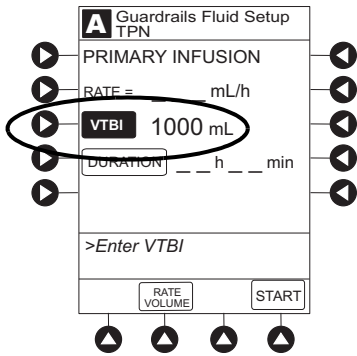 A
Guardrails Fluid Setup
TPN
PRIMARY INFUSION
RATE = _ _ _ _ mL/h
VTBI 1000 mL
DURATION _ _ h _ _ min
>Enter VTBI
RATE
VOLUME
START